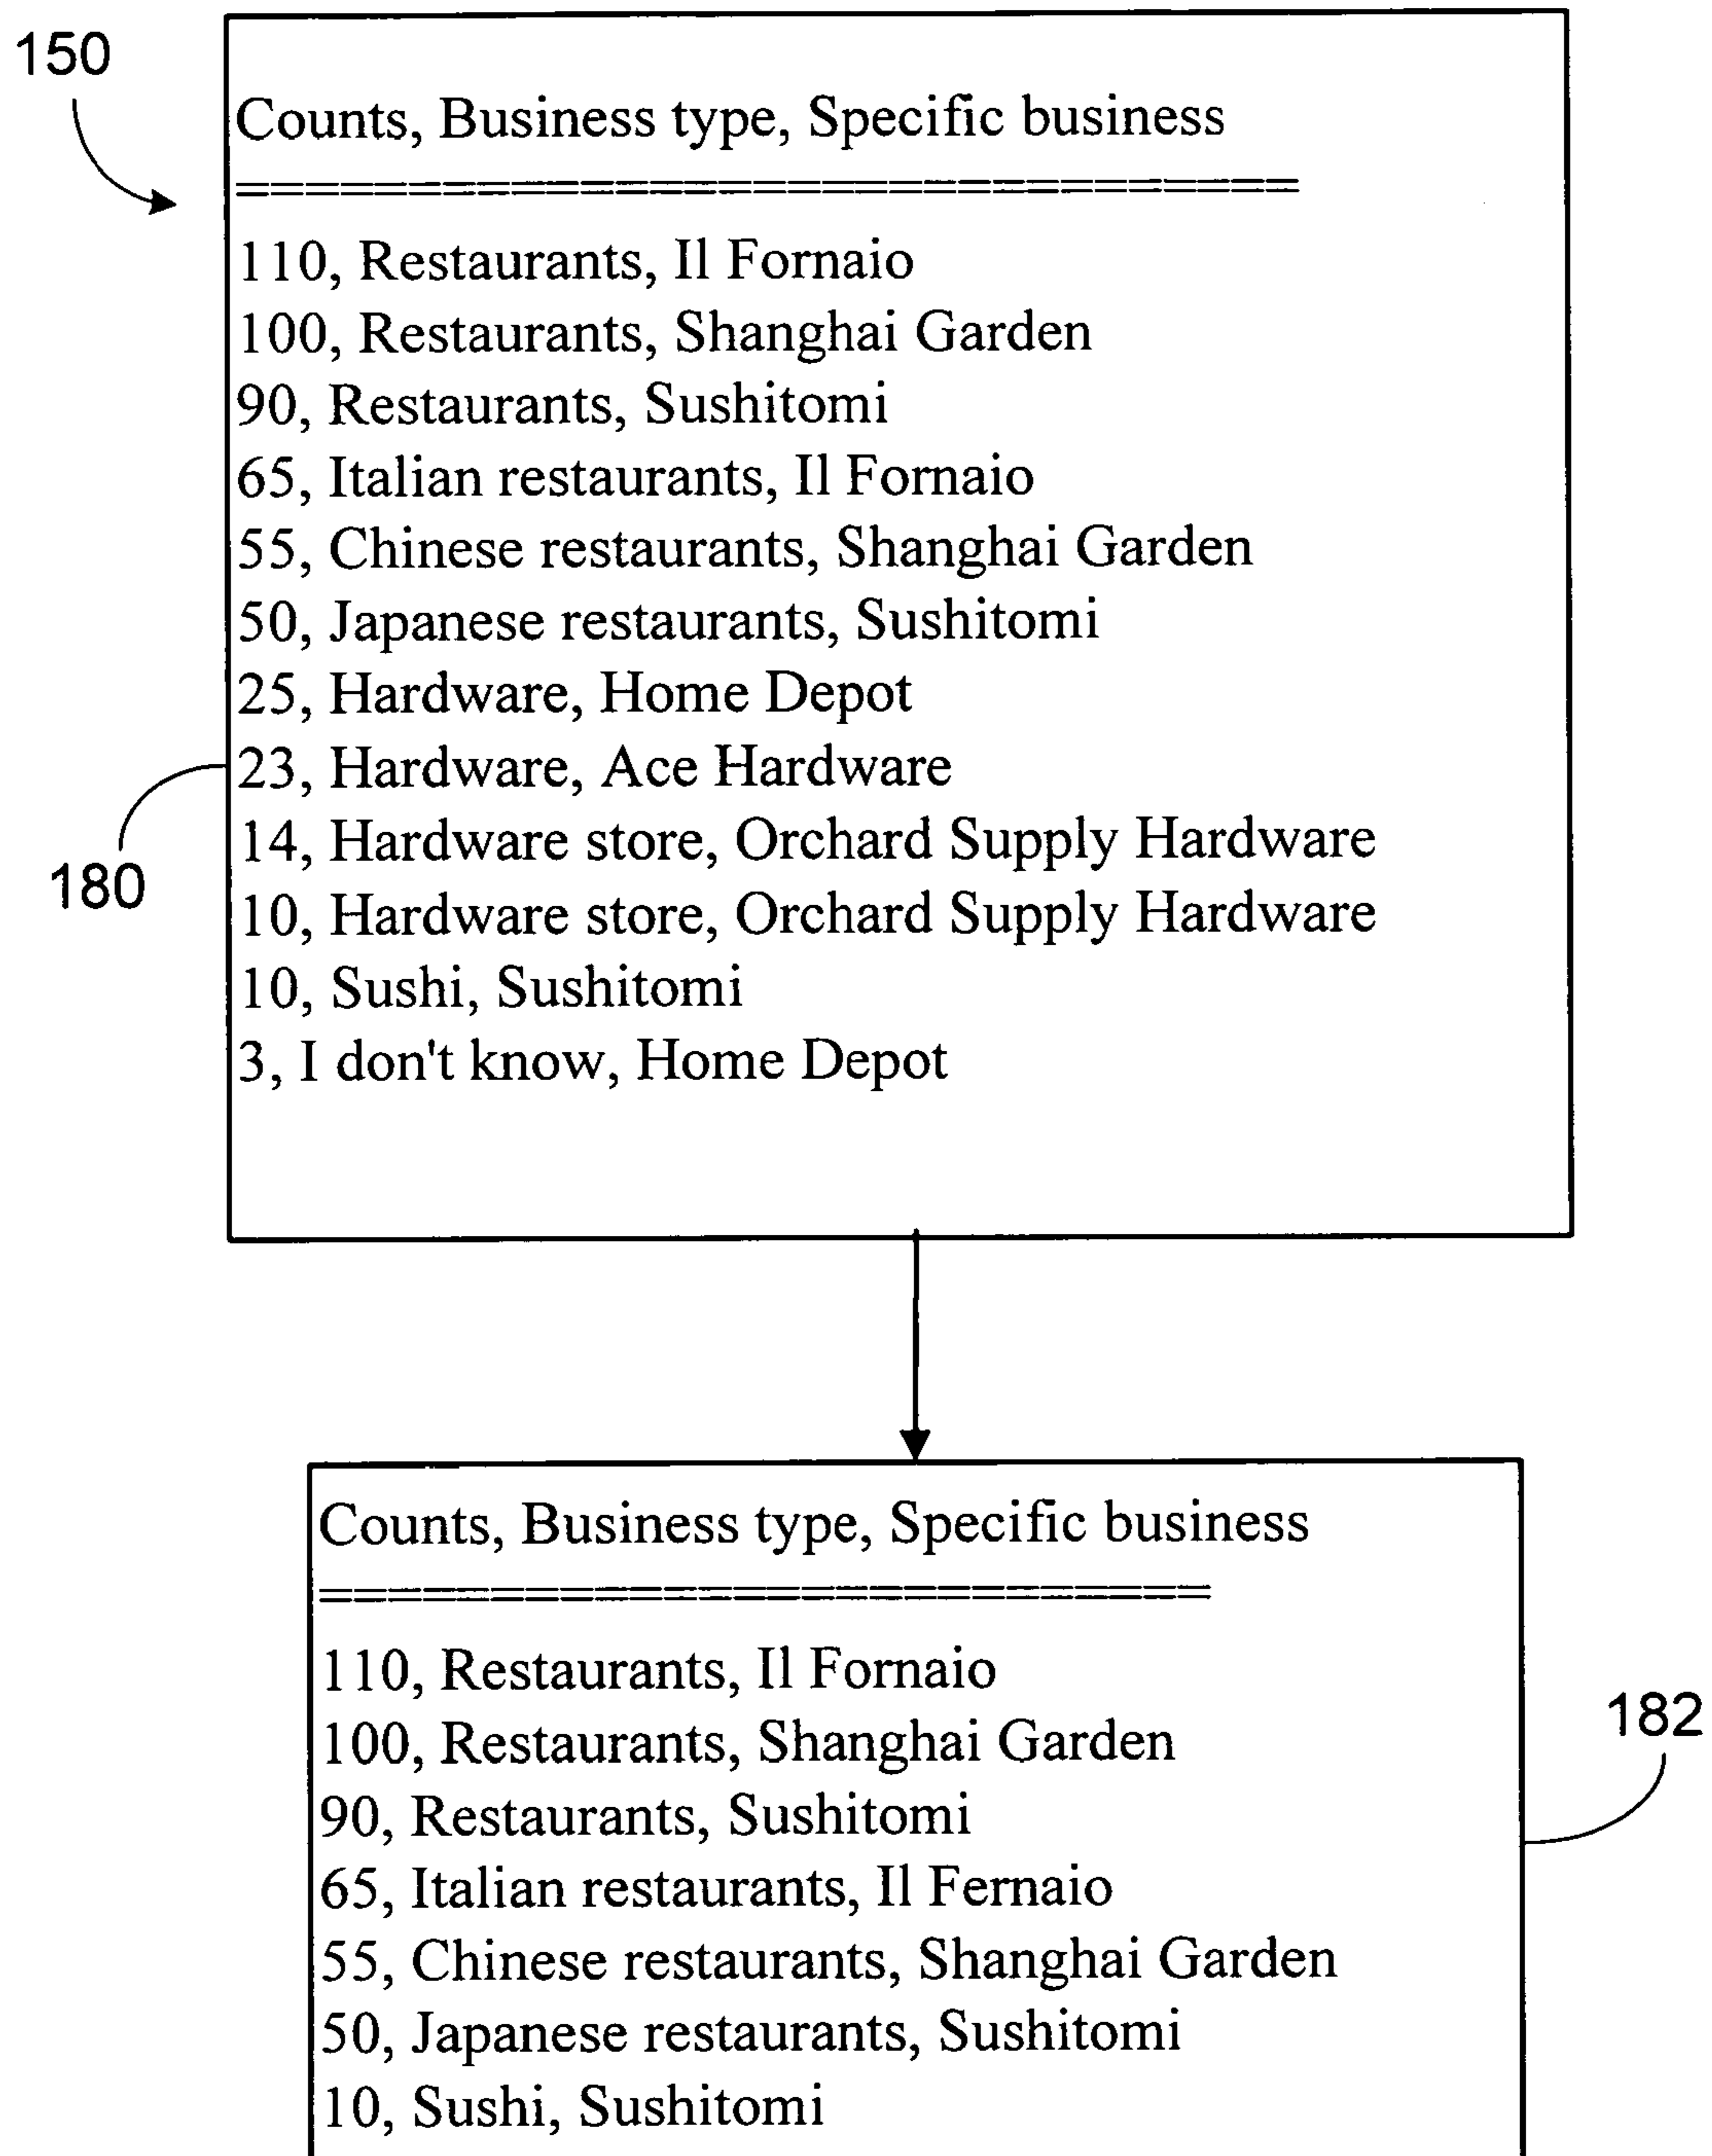 150
Counts, Business type, Specific business
===============================
110, Restaurants, Il Fornaio
100, Restaurants, Shanghai Garden
90, Restaurants, Sushitomi
65, Italian restaurants, Il Fornaio
55, Chinese restaurants, Shanghai Garden
50, Japanese restaurants, Sushitomi
25, Hardware, Home Depot
23, Hardware, Ace Hardware
14, Hardware store, Orchard Supply Hardware
180
10, Hardware store, Orchard Supply Hardware
10, Sushi, Sushitomi
3, I don't know, Home Depot
Counts, Business type, Specific business
==========================
110, Restaurants, Il Fornaio
100, Restaurants, Shanghai Garden
182
90, Restaurants, Sushitomi
65, Italian restaurants, Il Fernaio
55, Chinese restaurants, Shanghai Garden
50, Japanese restaurants, Sushitomi
10, Sushi, Sushitomi